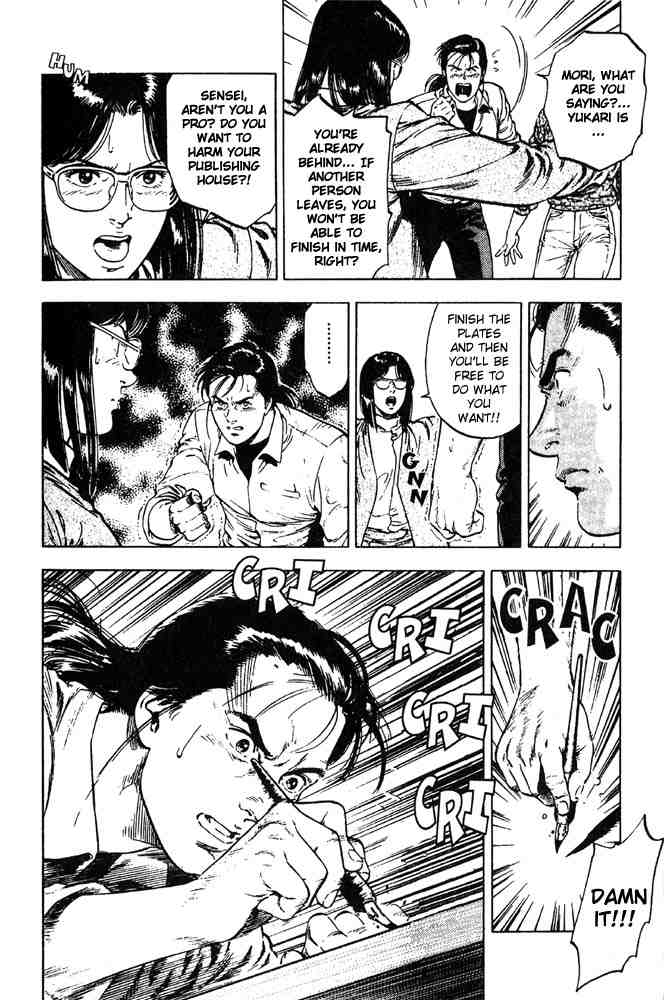 MORI, WHAT
ARE YOU
SAYING?...
YUKARI IS
...
YOU'RE
ALREADY
BEHIND... IF
ANOTHER
PERSON
LEAVES, YOU
WON'T BE
ABLE TO
FINISH IN TIME,
RIGHT?
SENSEI,
AREN'T YOU A
PRO? DO YOU
WANT TO
HARM YOUR
PUBLISHING
HOUSE?!
HUM
FINISH THE
PLATES
AND THEN
YOU'LL BE
FREE TO
DO WHAT
YOU
WANT!!
GNN
.........
CRAC
DAMN
IT!!!
CRI
CRI
CRI
CRI